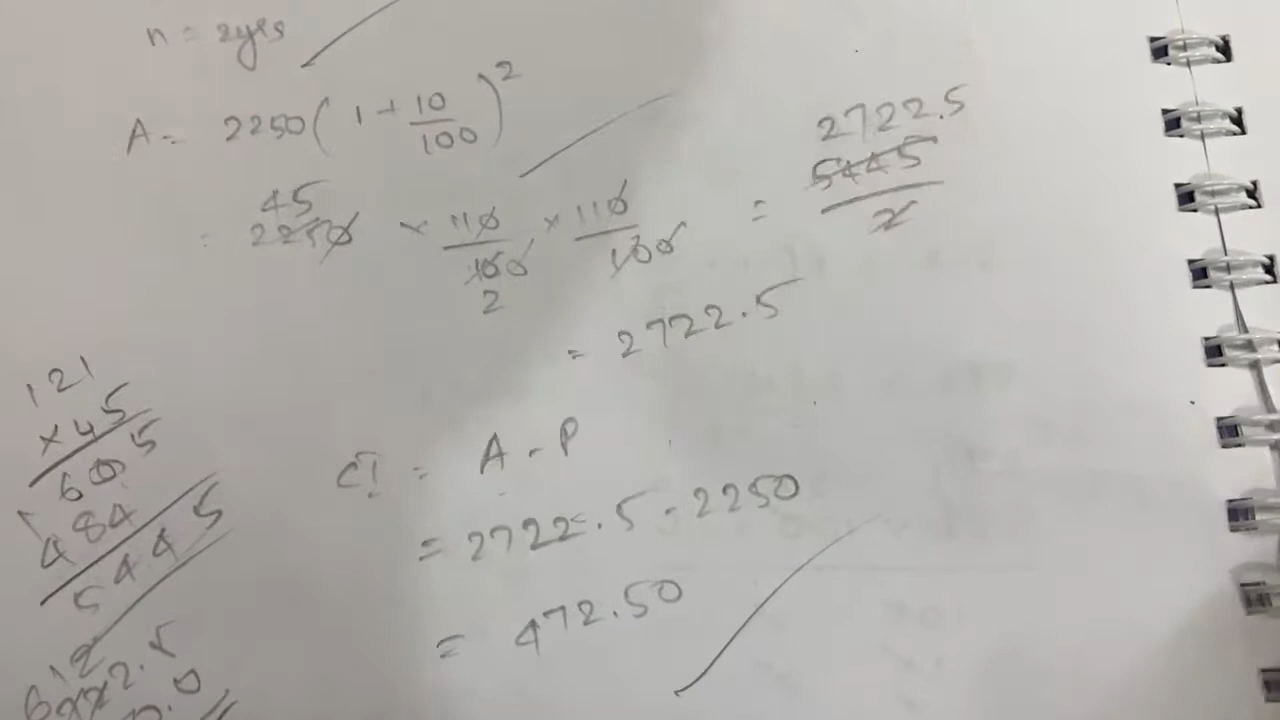 n = 2yrs
A = 2250(1 + 10/100)^2
45
= 2250 × 110/100 × 110/100 = 5445/2
2
2722.5
= 2722.5
CI = A - P
= 2722.5 - 2250
= 472.50
121
×45
605
484
5445
12